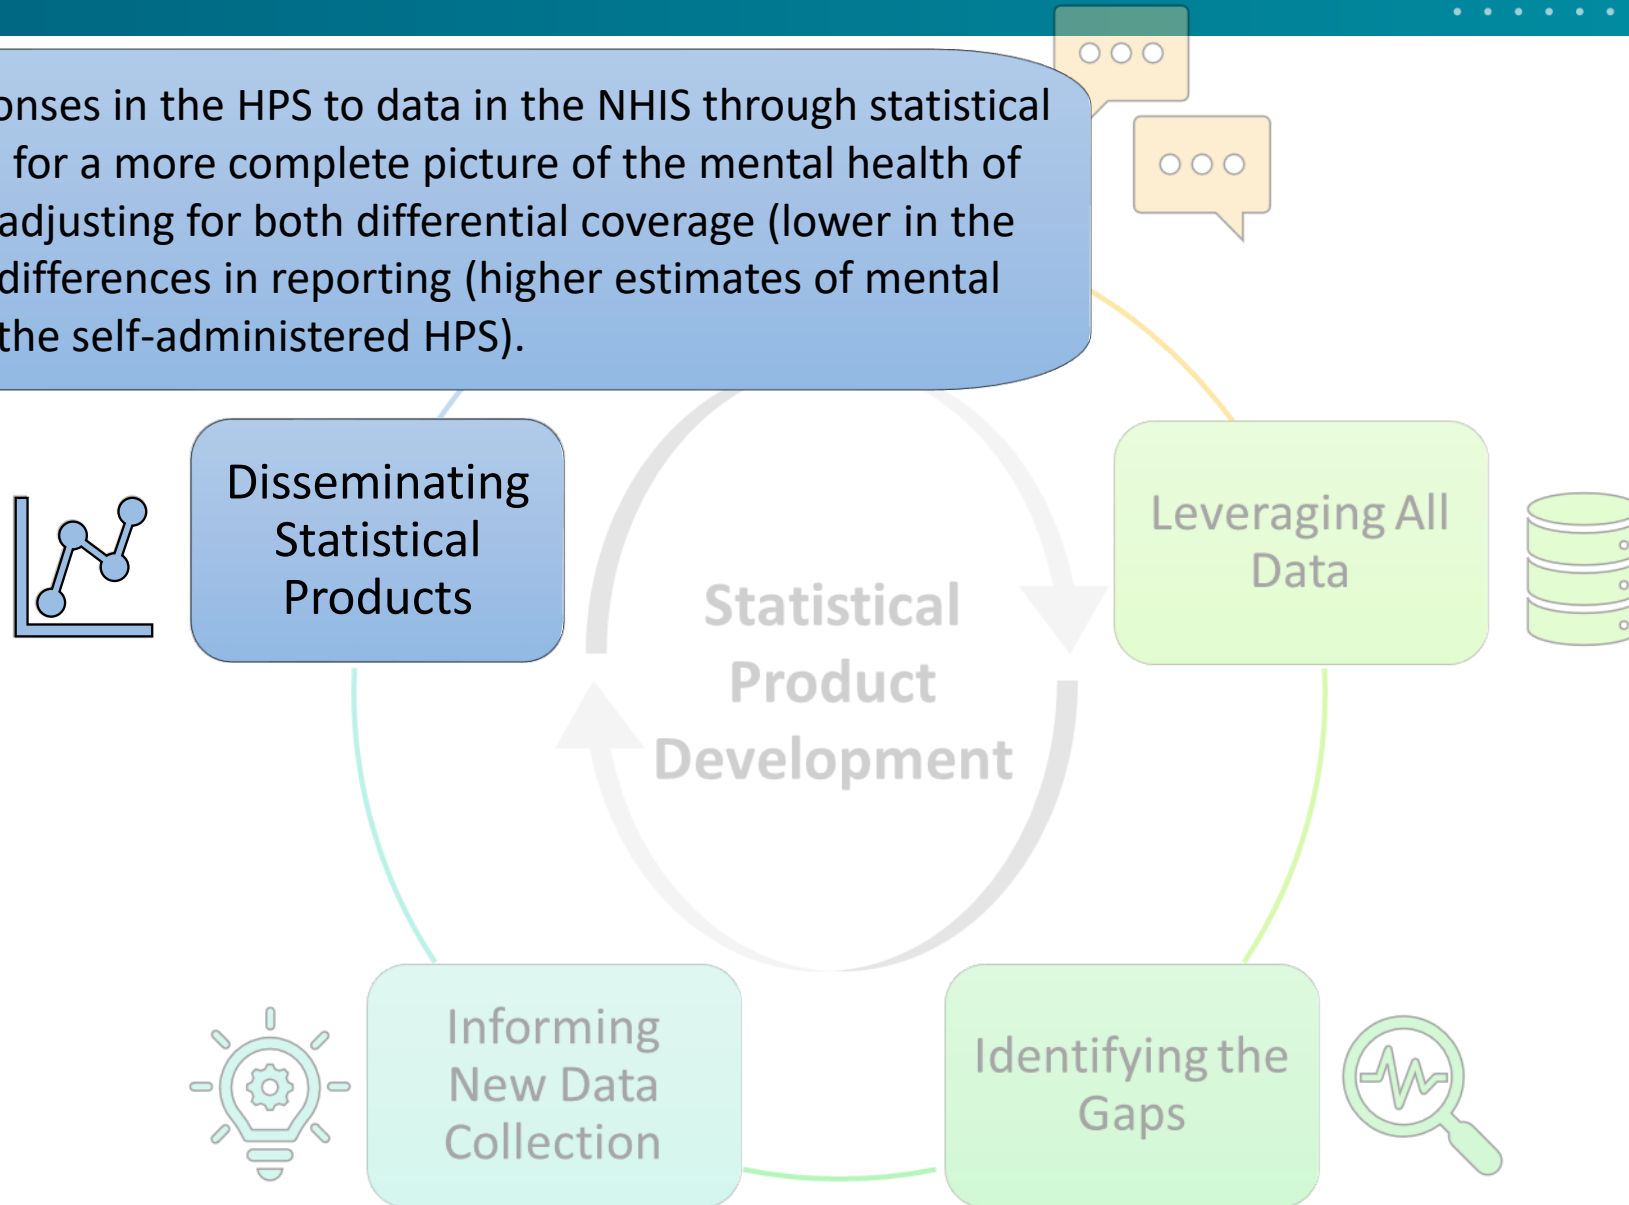 onses in the HPS to data in the NHIS through statistical
for a more complete picture of the mental health of
adjusting for both differential coverage (lower in the
differences in reporting (higher estimates of mental
the self-administered HPS).
Disseminating
Statistical
Products
Leveraging All
Data
Statistical
Product
Development
Informing
New Data
Collection
Identifying the
Gaps